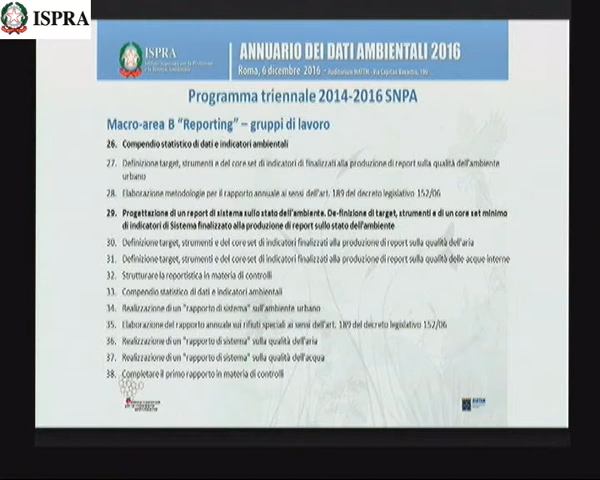 ISPRA
ISPRA
ANNUARIO DEI DATI AMBIENTALI 2016
Roma, 6 dicembre 2016 - Auditorium MATTM - Via Capitan Bavastro, 180
Programma triennale 2014-2016 SNPA
Macro-area B "Reporting" – gruppi di lavoro
26. Compendio statistico di dati e indicatori ambientali
27. Definizione target, strumenti e del core set di indicatori di finalizzati alla produzione di report sulla qualità dell'ambiente
urbano
28. Elaborazione metodologie per il rapporto annuale ai sensi dell'art. 189 del decreto legislativo 152/06
29. Progettazione di un report di sistema sullo stato dell'ambiente. De-finizione di target, strumenti e di un core set minimo
di indicatori di Sistema finalizzato alla produzione di report sullo stato dell'ambiente
30. Definizione target, strumenti e del core set di indicatori finalizzati alla produzione di report sulla qualità dell'aria
31. Definizione target, strumenti e del core set di indicatori finalizzati alla produzione di report sulla qualità delle acque interne
32. Strutturare la reportistica in materia di controlli
33. Compendio statistico di dati e indicatori ambientali
34. Realizzazione di un "rapporto di sistema" sull'ambiente urbano
35. Elaborazione del rapporto annuale sui rifiuti speciali ai sensi dell'art. 189 del decreto legislativo 152/06
36. Realizzazione di un "rapporto di sistema" sulla qualità dell'aria
37. Realizzazione di un "rapporto di sistema" sulla qualità dell'acqua
38. Completare il primo rapporto in materia di controlli